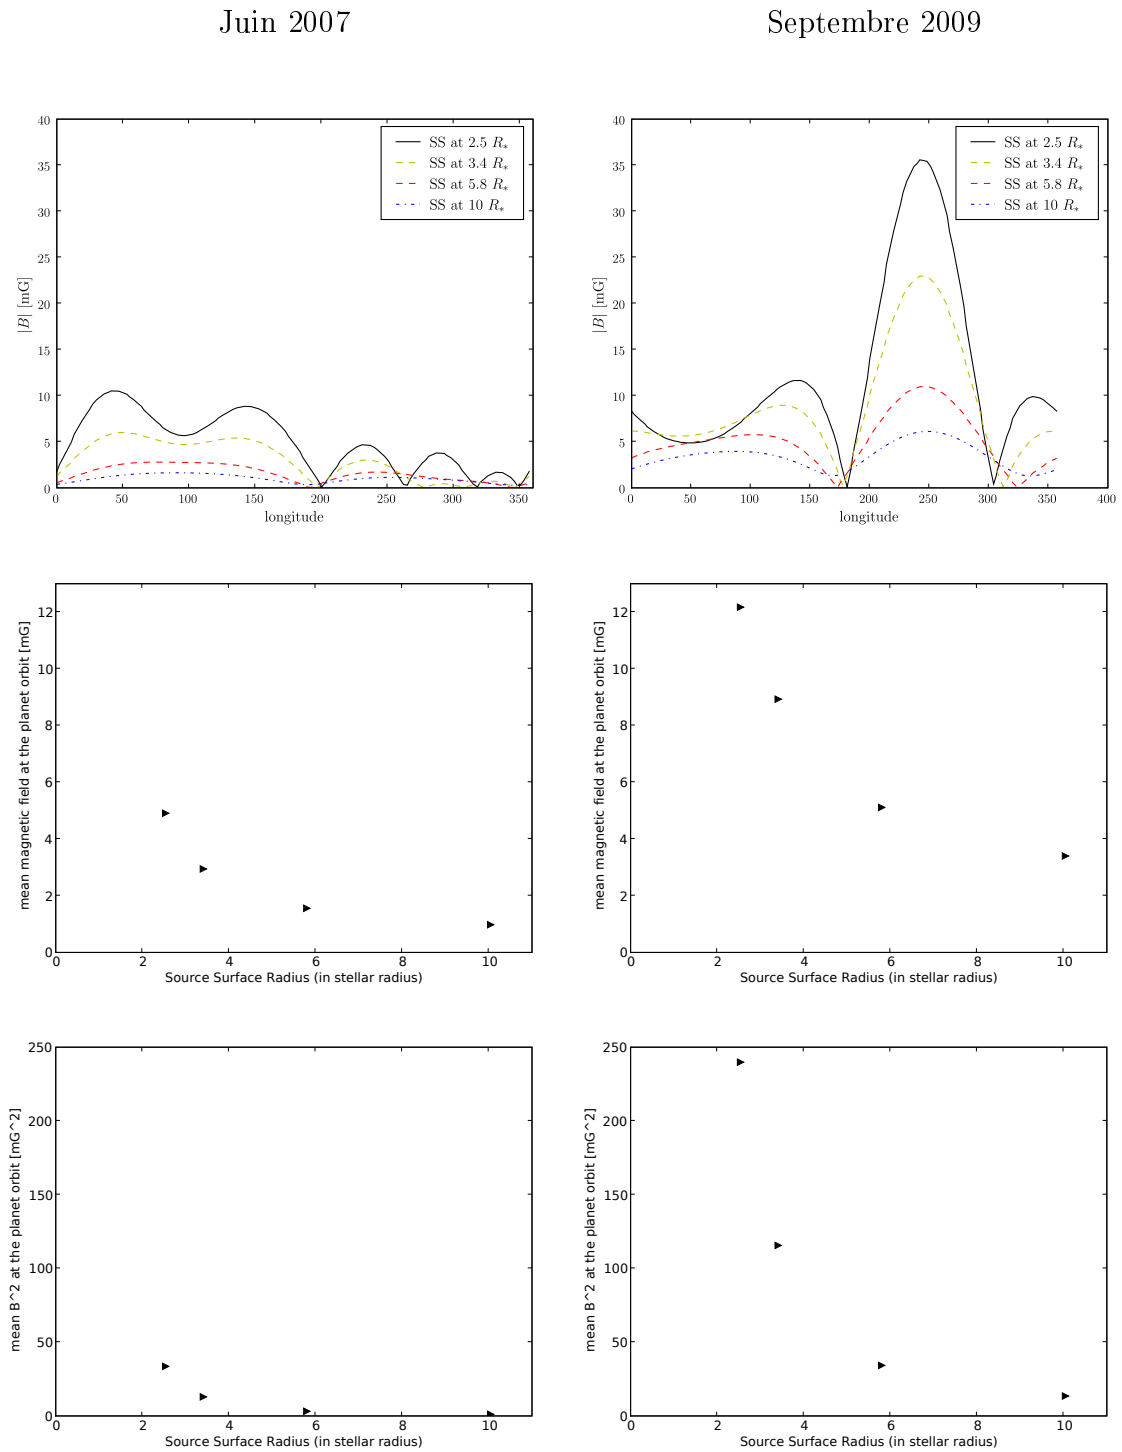 Juin 2007
Septembre 2009
40
35
30
25
20
15
10
5
0
|B| [mG]
SS at 2.5 R*
SS at 3.4 R*
SS at 5.8 R*
SS at 10 R*
0 50 100 150 200 250 300 350
longitude
40
35
30
25
20
15
10
5
0
|B| [mG]
SS at 2.5 R*
SS at 3.4 R*
SS at 5.8 R*
SS at 10 R*
0 50 100 150 200 250 300 350 400
longitude
12
10
8
6
4
2
0
mean magnetic field at the planet orbit [mG]
0 2 4 6 8 10
Source Surface Radius (in stellar radius)
12
10
8
6
4
2
0
mean magnetic field at the planet orbit [mG]
0 2 4 6 8 10
Source Surface Radius (in stellar radius)
250
200
150
100
50
0
mean B^2 at the planet orbit [mG^2]
0 2 4 6 8 10
Source Surface Radius (in stellar radius)
250
200
150
100
50
0
mean B^2 at the planet orbit [mG^2]
0 2 4 6 8 10
Source Surface Radius (in stellar radius)